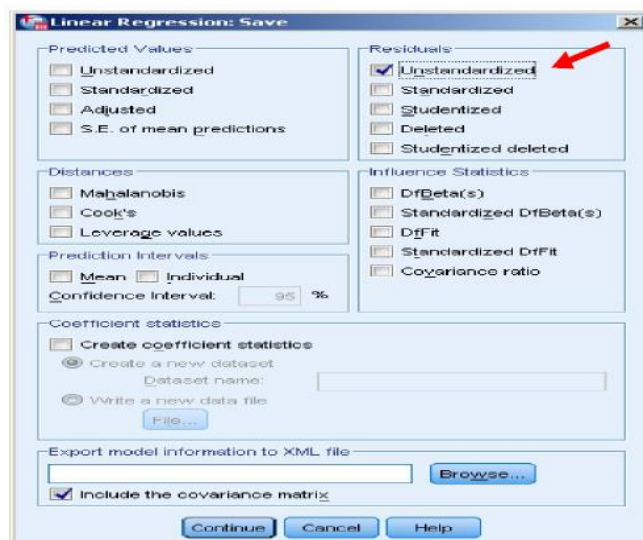 Linear Regression: Save
Predicted Values
Unstandardized
Standardized
Adjusted
S.E. of mean predictions
Residuals
Unstandardized
Standardized
Studentized
Deleted
Studentized deleted
Distances
Mahalanobis
Cook's
Leverage values
Influence Statistics
DfBeta(s)
Standardized DfBeta(s)
DfFit
Standardized DfFit
Covariance ratio
Prediction Intervals
Mean Individual
Confidence Interval: 95 %
Coefficient statistics
Create coefficient statistics
Create a new dataset
Dataset name:
Write a new data file
File...
Export model information to XML file
Browse...
Include the covariance matrix
Continue Cancel Help